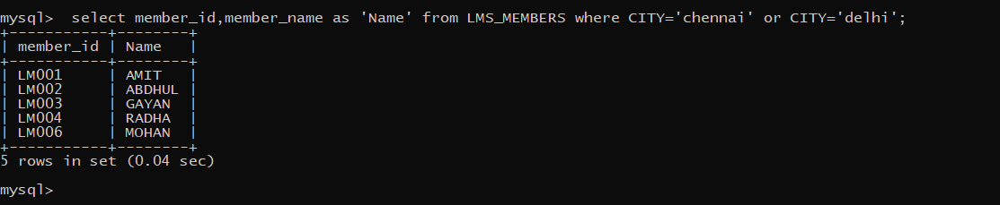 mysql>  select member_id,member_name as 'Name' from LMS_MEMBERS where CITY='chennai' or CITY='delhi';
+-----------+--------+
| member_id | Name   |
+-----------+--------+
| LM001     | AMIT   |
| LM002     | ABDHUL |
| LM003     | GAYAN  |
| LM004     | RADHA  |
| LM006     | MOHAN  |
+-----------+--------+
5 rows in set (0.04 sec)
mysql>